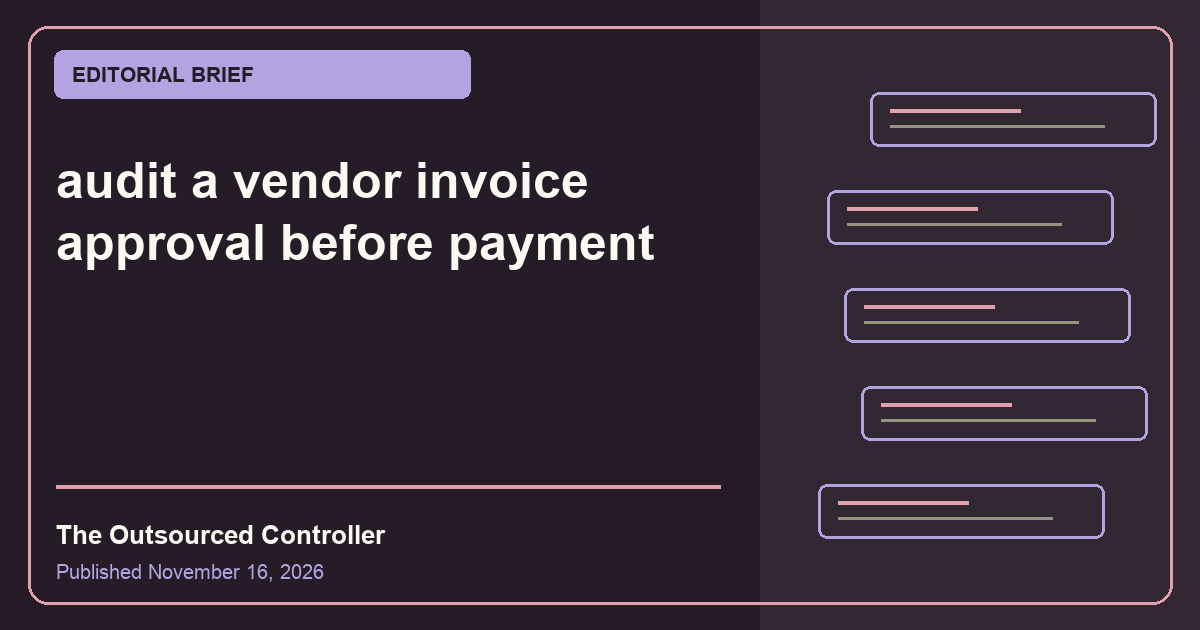 EDITORIAL BRIEF
audit a vendor invoice
approval before payment
The Outsourced Controller
Published November 16, 2026